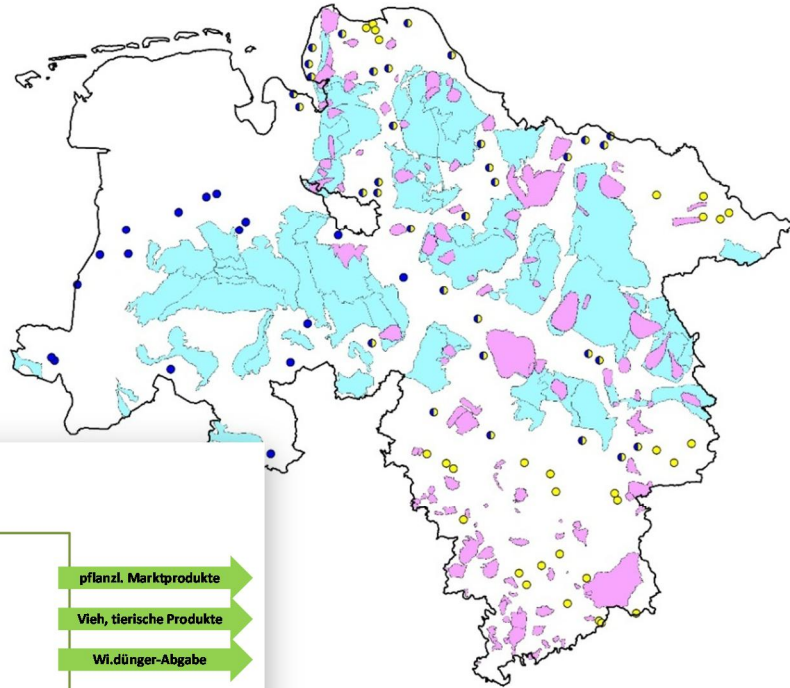 pflanzl. Marktprodukte
Vieh, tierische Produkte
Wi.dünger-Abgabe